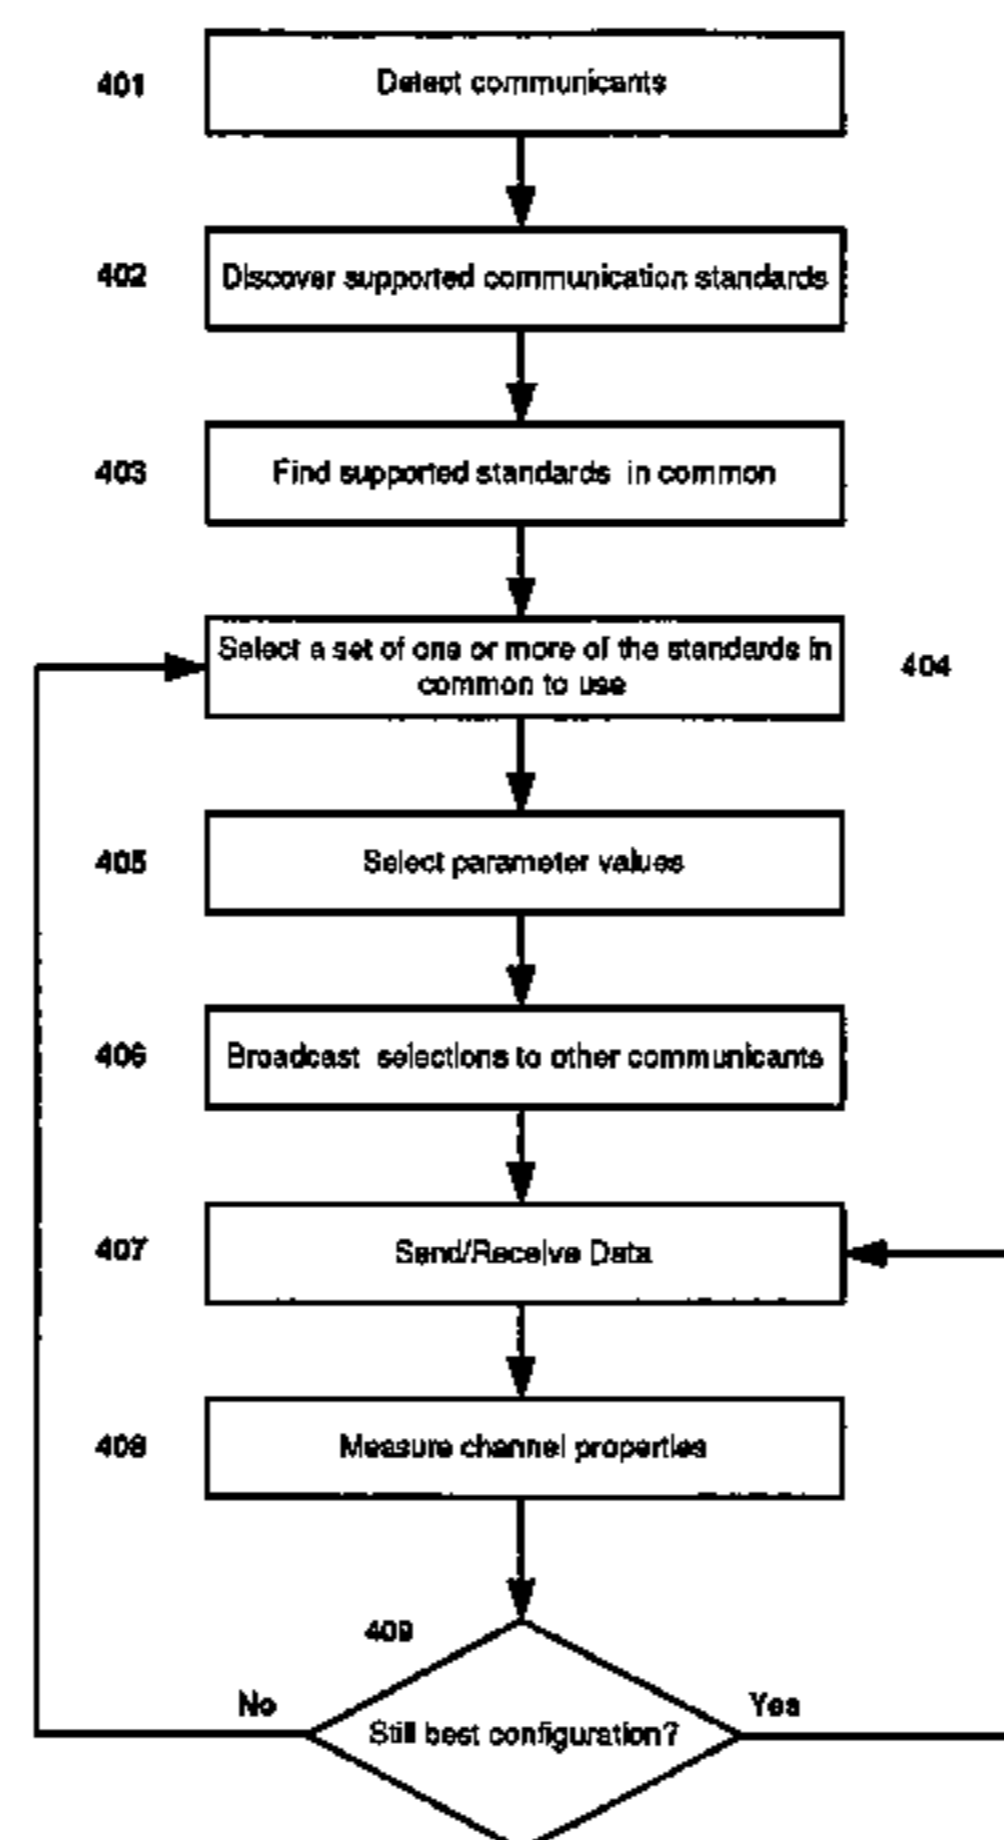 401
Detect communicants
402
Discover supported communication standards
403
Find supported standards in common
Select a set of one or more of the standards in
common to use
404
405
Select parameter values
406
Broadcast selections to other communicants
407
Send/Receive Data
408
Measure channel properties
409
No
Yes
Still best configuration?